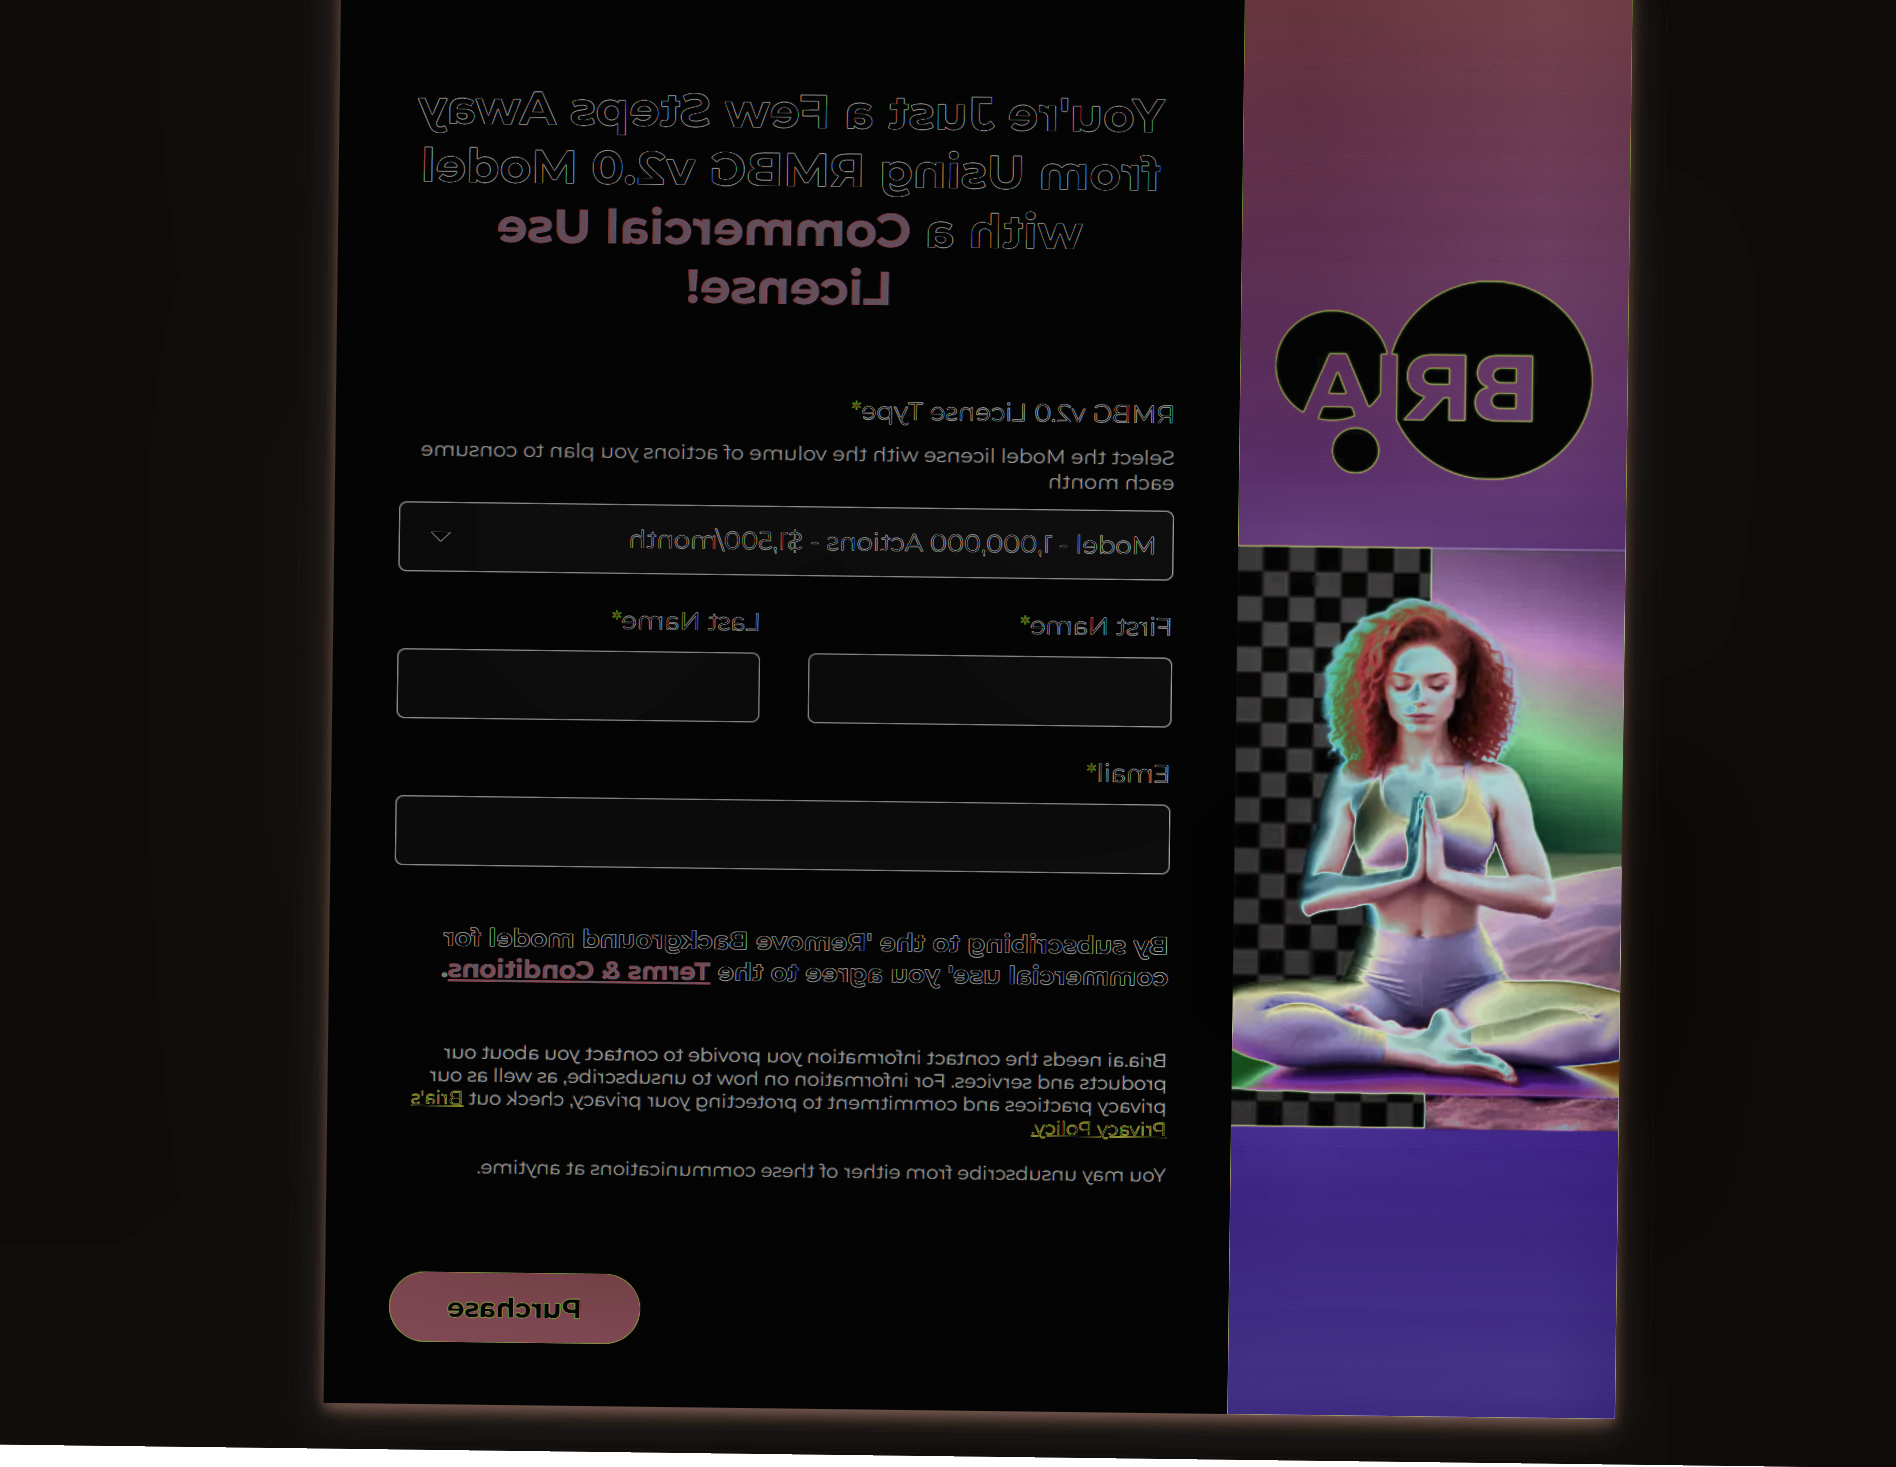 You're Just a Few Steps Away
from Using RMBG v2.0 Model
with a Commercial Use
License!
BRIA
RMBG v2.0 License Type*
Select the Model license with the volume of actions you plan to consume
each month
Model - 1,000,000 Actions - $1,500/month
First Name*
Last Name*
Email*
By subscribing to the 'Remove Background model for
commercial use' you agree to the Terms & Conditions.
Bria.ai needs the contact information you provide to contact you about our
products and services. For information on how to unsubscribe, as well as our
privacy practices and commitment to protecting your privacy, check out Bria's
Privacy Policy.
You may unsubscribe from either of these communications at anytime.
Purchase